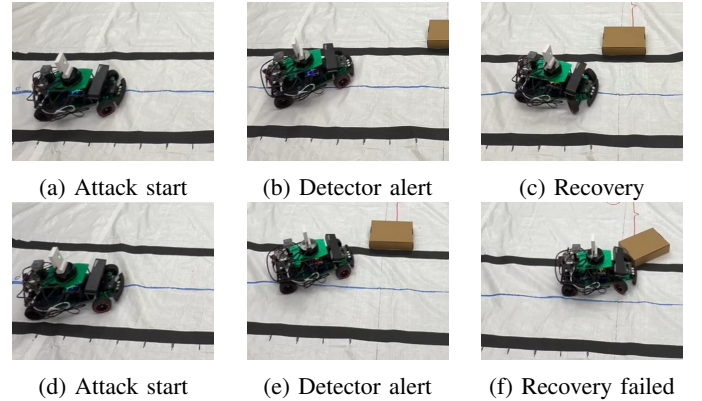 (a) Attack start
(b) Detector alert
(c) Recovery
(d) Attack start
(e) Detector alert
(f) Recovery failed